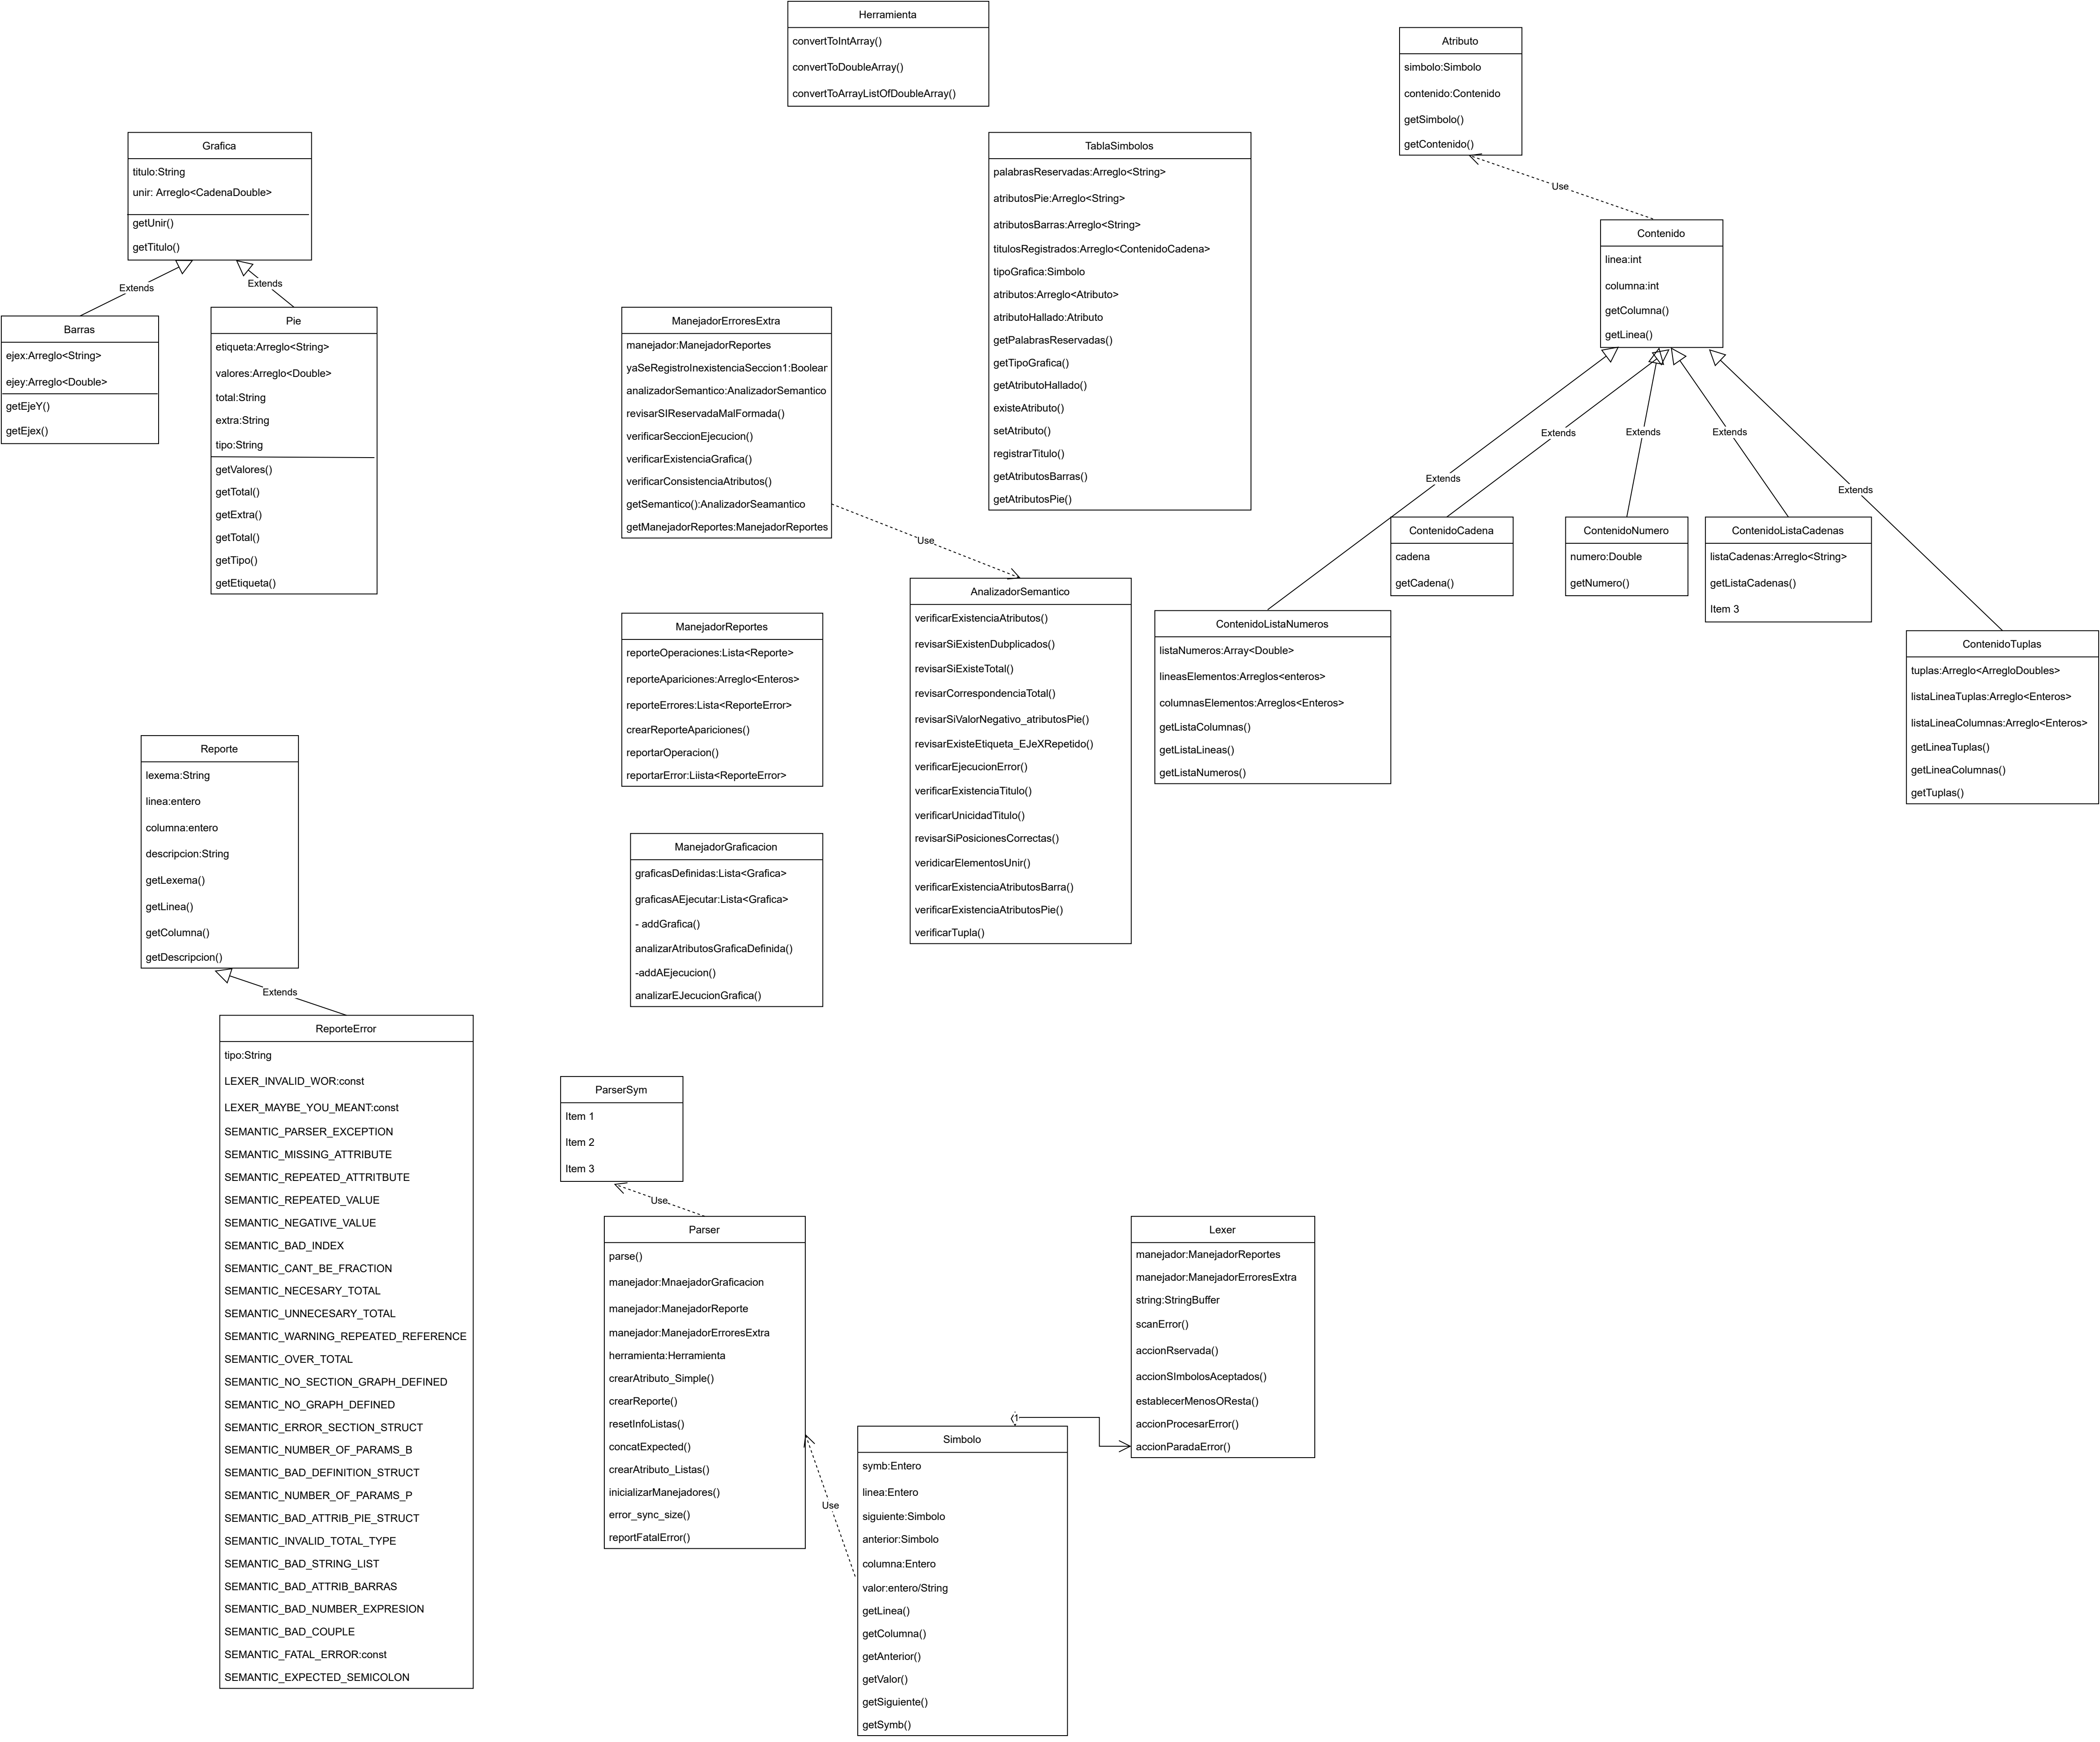 Herramienta
convertToIntArray()
convertToDoubleArray()
convertToArrayListOfDoubleArray()
Atributo
simbolo:Simbolo
contenido:Contenido
getSimbolo()
getContenido()
Use
Grafica
titulo:String
unir: Arreglo<CadenaDouble>
getUnir()
getTitulo()
Extends
Extends
Barras
ejex:Arreglo<String>
ejey:Arreglo<Double>
getEjeY()
getEjex()
Pie
etiqueta:Arreglo<String>
valores:Arreglo<Double>
total:String
extra:String
tipo:String
getValores()
getTotal()
getExtra()
getTotal()
getTipo()
getEtiqueta()
TablaSimbolos
palabrasReservadas:Arreglo<String>
atributosPie:Arreglo<String>
atributosBarras:Arreglo<String>
titulosRegistrados:Arreglo<ContenidoCadena>
tipoGrafica:Simbolo
atributos:Arreglo<Atributo>
atributoHallado:Atributo
getPalabrasReservadas()
getTipoGrafica()
getAtributoHallado()
existeAtributo()
setAtributo()
registrarTitulo()
getAtributosBarras()
getAtributosPie()
Contenido
linea:int
columna:int
getColumna()
getLinea()
Extends
Extends
Extends
Extends
Extends
ManejadorErroresExtra
manejador:ManejadorReportes
yaSeRegistroInexistenciaSeccion1:Boolear
analizadorSemantico:AnalizadorSemantico
revisarSIReservadaMalFormada()
verificarSeccionEjecucion()
verificarExistenciaGrafica()
verificarConsistenciaAtributos()
getSemantico():AnalizadorSeamantico
getManejadorReportes:ManejadorReportes
Use
ContenidoCadena
cadena
getCadena()
ContenidoNumero
numero:Double
getNumero()
ContenidoListaCadenas
listaCadenas:Arreglo<String>
getListaCadenas()
Item 3
AnalizadorSemantico
verificarExistenciaAtributos()
revisarSiExistenDubplicados()
revisarSiExisteTotal()
revisarCorrespondenciaTotal()
revisarSiValorNegativo_atributosPie()
revisarExisteEtiqueta_EJeXRepetido()
verificarEjecucionError()
verificarExistenciaTitulo()
verificarUnicidadTitulo()
revisarSiPosicionesCorrectas()
veridicarElementosUnir()
verificarExistenciaAtributosBarra()
verificarExistenciaAtributosPie()
verificarTupla()
ContenidoListaNumeros
listaNumeros:Array<Double>
lineasElementos:Arreglos<enteros>
columnasElementos:Arreglos<Enteros>
getListaColumnas()
getListaLineas()
getListaNumeros()
ContenidoTuplas
tuplas:Arreglo<ArregloDoubles>
listaLineaTuplas:Arreglo<Enteros>
listaLineaColumnas:Arreglo<Enteros>
getLineaTuplas()
getLineaColumnas()
getTuplas()
ManejadorReportes
reporteOperaciones:Lista<Reporte>
reporteApariciones:Arreglo<Enteros>
reporteErrores:Lista<ReporteError>
crearReporteApariciones()
reportarOperacion()
reportarError:Liista<ReporteError>
Reporte
lexema:String
linea:entero
columna:entero
descripcion:String
getLexema()
getLinea()
getColumna()
getDescripcion()
Extends
ManejadorGraficacion
graficasDefinidas:Lista<Grafica>
graficasAEjecutar:Lista<Grafica>
- addGrafica()
analizarAtributosGraficaDefinida()
-addAEjecucion()
analizarEJecucionGrafica()
ReporteError
tipo:String
LEXER_INVALID_WOR:const
LEXER_MAYBE_YOU_MEANT:const
SEMANTIC_PARSER_EXCEPTION
SEMANTIC_MISSING_ATTRIBUTE
SEMANTIC_REPEATED_ATTRITBUTE
SEMANTIC_REPEATED_VALUE
SEMANTIC_NEGATIVE_VALUE
SEMANTIC_BAD_INDEX
SEMANTIC_CANT_BE_FRACTION
SEMANTIC_NECESARY_TOTAL
SEMANTIC_UNNECESARY_TOTAL
SEMANTIC_WARNING_REPEATED_REFERENCE
SEMANTIC_OVER_TOTAL
SEMANTIC_NO_SECTION_GRAPH_DEFINED
SEMANTIC_NO_GRAPH_DEFINED
SEMANTIC_ERROR_SECTION_STRUCT
SEMANTIC_NUMBER_OF_PARAMS_B
SEMANTIC_BAD_DEFINITION_STRUCT
SEMANTIC_NUMBER_OF_PARAMS_P
SEMANTIC_BAD_ATTRIB_PIE_STRUCT
SEMANTIC_INVALID_TOTAL_TYPE
SEMANTIC_BAD_STRING_LIST
SEMANTIC_BAD_ATTRIB_BARRAS
SEMANTIC_BAD_NUMBER_EXPRESION
SEMANTIC_BAD_COUPLE
SEMANTIC_FATAL_ERROR:const
SEMANTIC_EXPECTED_SEMICOLON
ParserSym
Item 1
Item 2
Item 3
Use
Parser
parse()
manejador:MnaejadorGraficacion
manejador:ManejadorReporte
manejador:ManejadorErroresExtra
herramienta:Herramienta
crearAtributo_Simple()
crearReporte()
resetInfoListas()
concatExpected()
crearAtributo_Listas()
inicializarManejadores()
error_sync_size()
reportFatalError()
Use
Lexer
manejador:ManejadorReportes
manejador:ManejadorErroresExtra
string:StringBuffer
scanError()
accionRservada()
accionSImbolosAceptados()
establecerMenosOResta()
accionProcesarError()
accionParadaError()
1
Simbolo
symb:Entero
linea:Entero
siguiente:Simbolo
anterior:Simbolo
columna:Entero
valor:entero/String
getLinea()
getColumna()
getAnterior()
getValor()
getSiguiente()
getSymb()